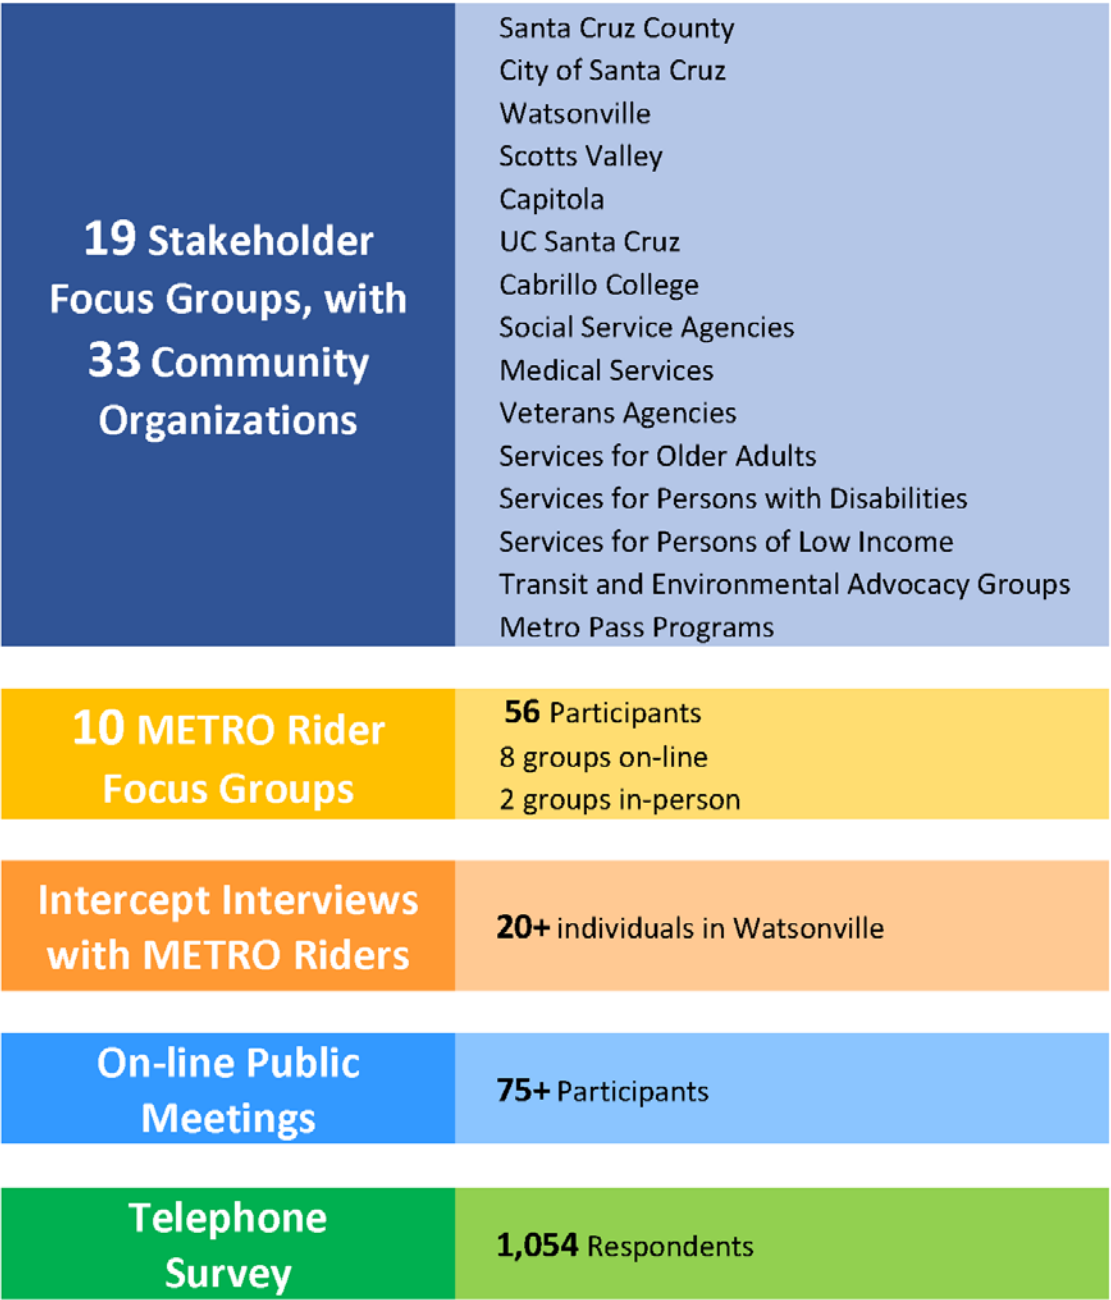 19 Stakeholder
Focus Groups, with
33 Community
Organizations
Santa Cruz County
City of Santa Cruz
Watsonville
Scotts Valley
Capitola
UC Santa Cruz
Cabrillo College
Social Service Agencies
Medical Services
Veterans Agencies
Services for Older Adults
Services for Persons with Disabilities
Services for Persons of Low Income
Transit and Environmental Advocacy Groups
Metro Pass Programs
10 METRO Rider
Focus Groups
56 Participants
8 groups on-line
2 groups in-person
Intercept Interviews
with METRO Riders
20+ individuals in Watsonville
On-line Public
Meetings
75+ Participants
Telephone
Survey
1,054 Respondents